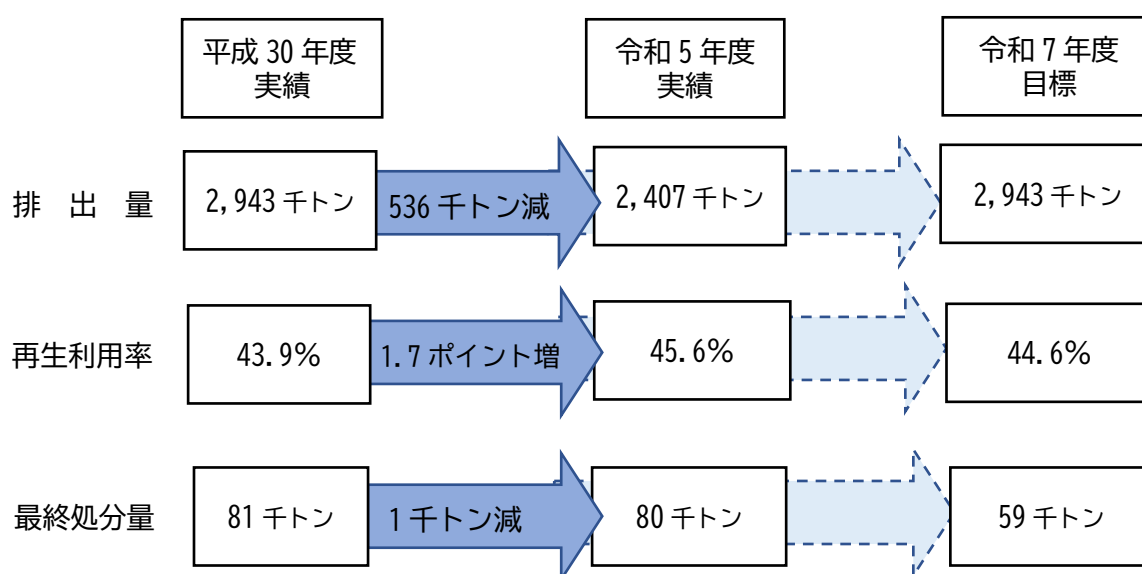 平成 30 年度
実績
令和 5 年度
実績
令和 7 年度
目標
排 出 量
2,943 千トン
536 千トン減
2,407 千トン
2,943 千トン
再生利用率
43.9%
1.7 ポイント増
45.6%
44.6%
最終処分量
81 千トン
1 千トン減
80 千トン
59 千トン